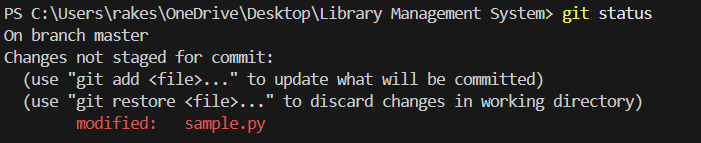 PS C:\Users\rakes\OneDrive\Desktop\Library Management System> git status
On branch master
Changes not staged for commit:
  (use "git add <file>..." to update what will be committed)
  (use "git restore <file>..." to discard changes in working directory)
        modified:   sample.py